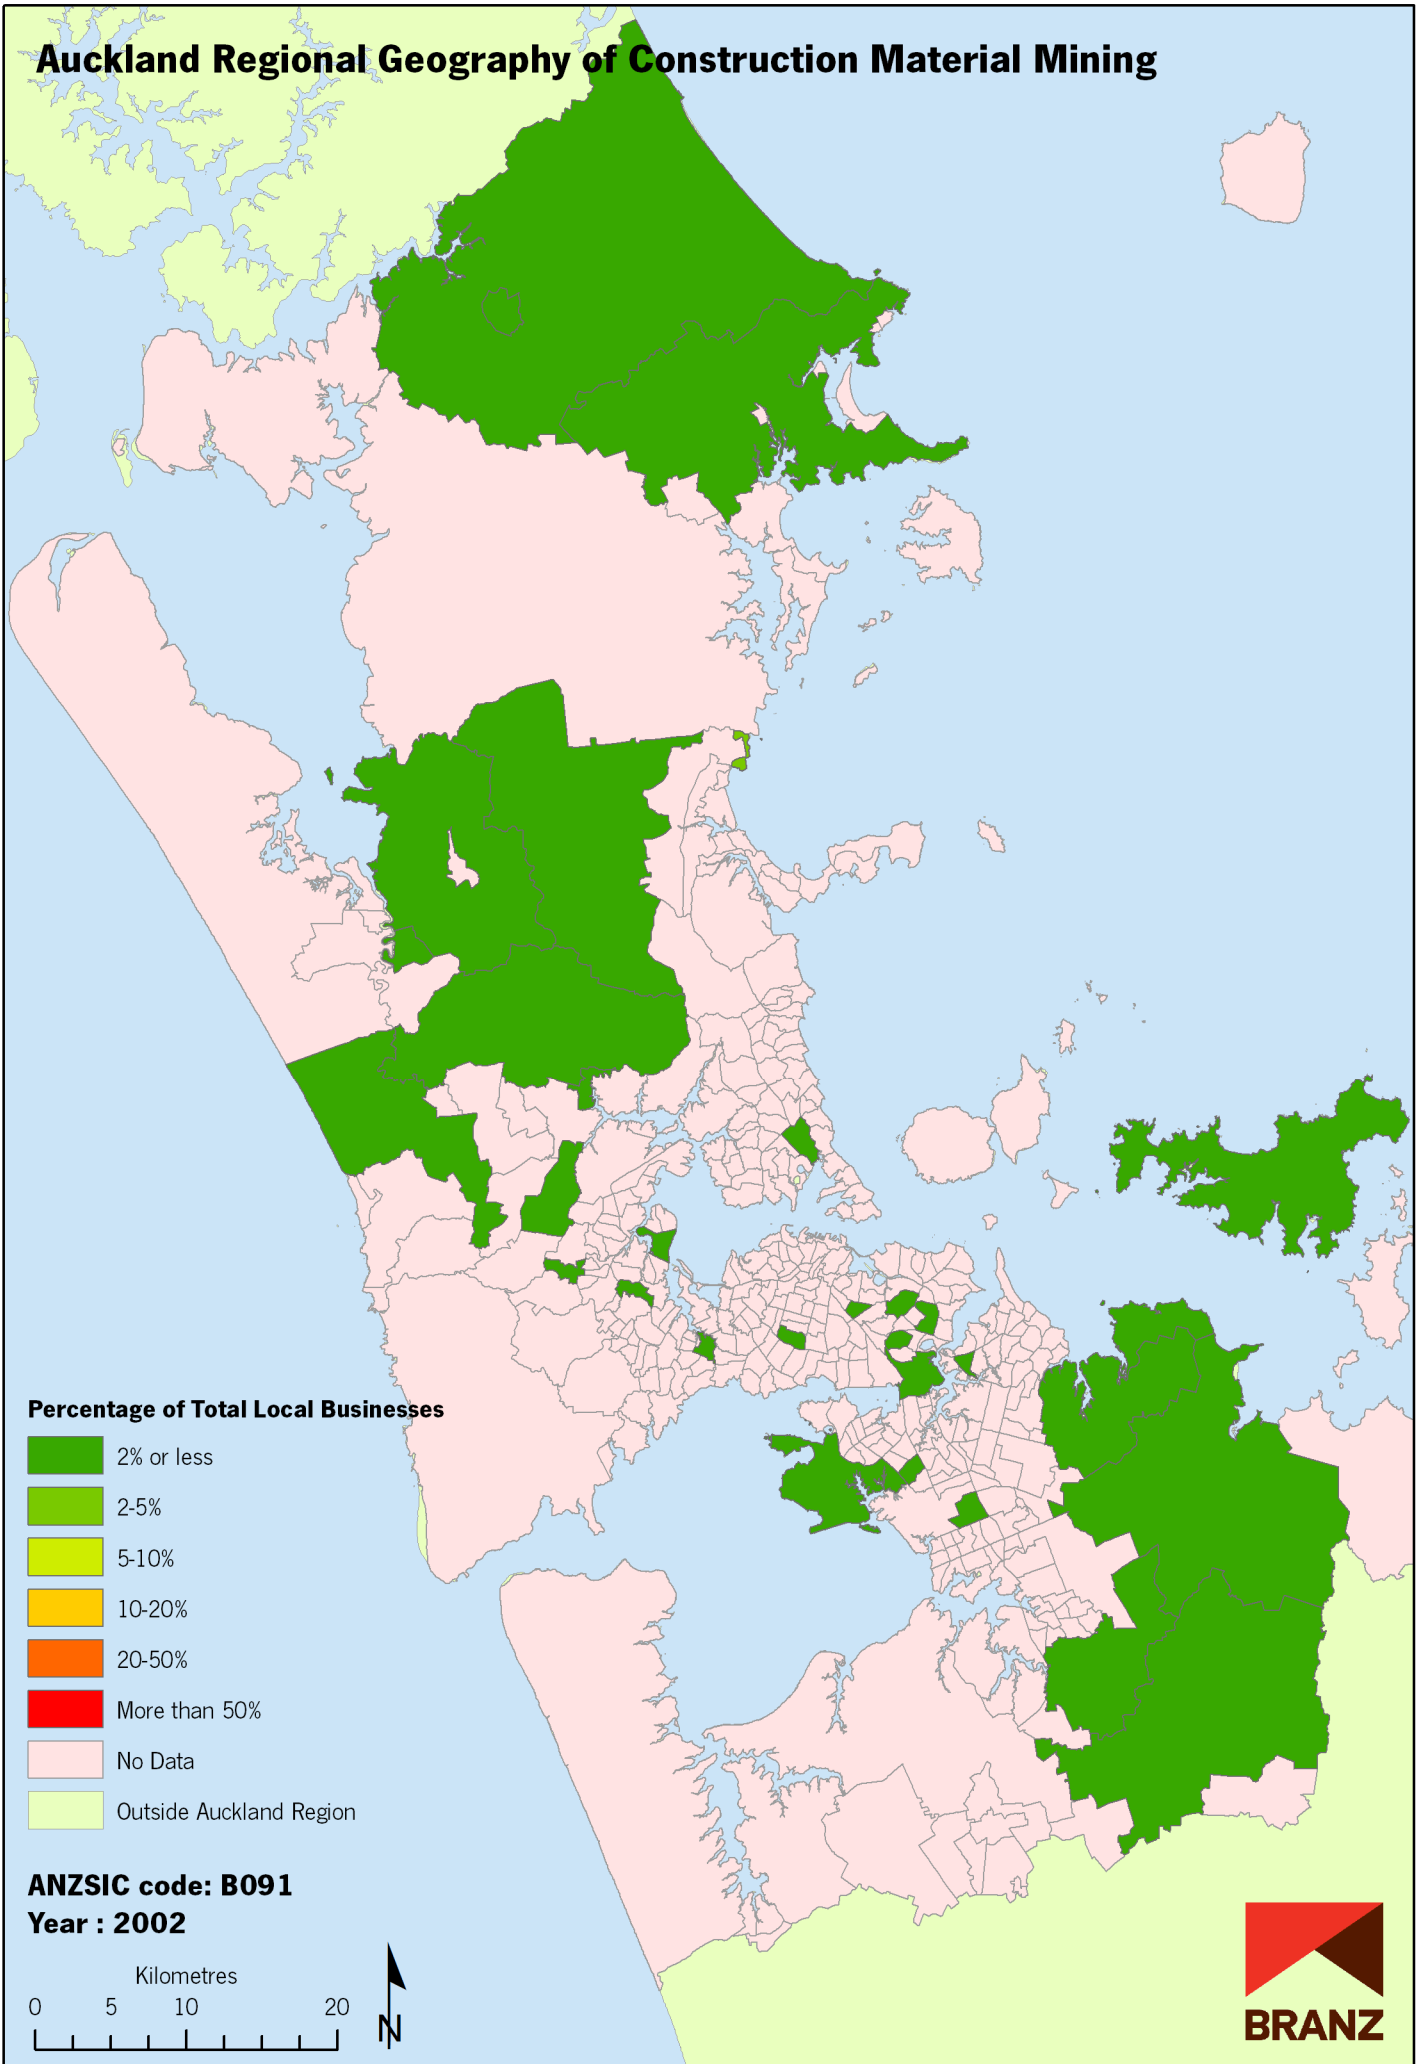 Auckland Regional Geography of Construction Material Mining
Percentage of Total Local Businesses
2% or less
2-5%
5-10%
10-20%
20-50%
More than 50%
No Data
Outside Auckland Region
ANZSIC code: B091
Year : 2002
Kilometres
0 5 10 20
N
BRANZ